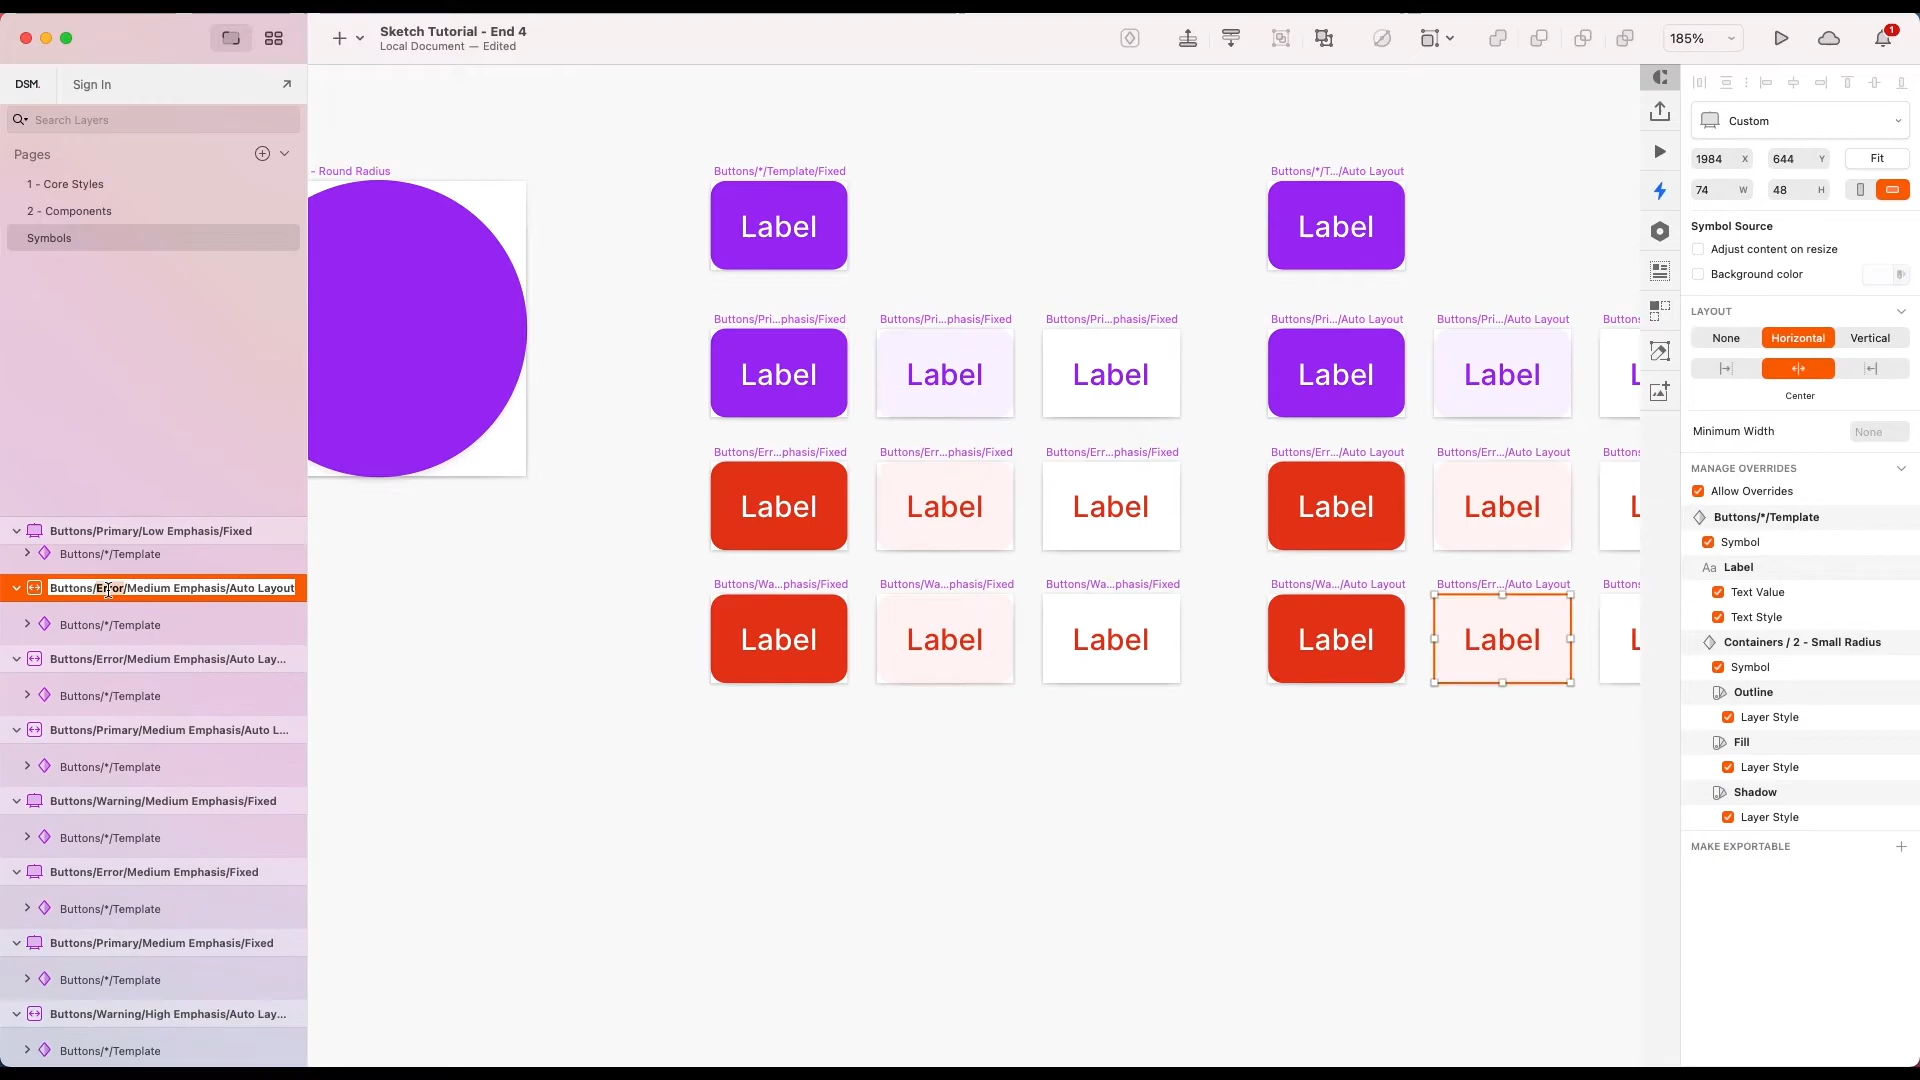 Sketch Tutorial - End 4
Local Document — Edited
185%
1
DSM.
Sign In
Search Layers
Pages
1 - Core Styles
2 - Components
Symbols
Buttons/Primary/Low Emphasis/Fixed
Buttons/*/Template
Buttons/Error/Medium Emphasis/Auto Layout
Buttons/*/Template
Buttons/Error/Medium Emphasis/Auto Lay...
Buttons/*/Template
Buttons/Primary/Medium Emphasis/Auto L...
Buttons/*/Template
Buttons/Warning/Medium Emphasis/Fixed
Buttons/*/Template
Buttons/Error/Medium Emphasis/Fixed
Buttons/*/Template
Buttons/Primary/Medium Emphasis/Fixed
Buttons/*/Template
Buttons/Warning/High Emphasis/Auto Lay...
Buttons/*/Template
- Round Radius
Buttons/*/Template/Fixed
Buttons/*/T.../Auto Layout
Label
Label
Buttons/Pri...phasis/Fixed
Buttons/Pri...phasis/Fixed
Buttons/Pri...phasis/Fixed
Buttons/Pri.../Auto Layout
Buttons/Pri.../Auto Layout
Buttons
Label
Label
Label
Label
Label
L
Buttons/Err...phasis/Fixed
Buttons/Err...phasis/Fixed
Buttons/Err...phasis/Fixed
Buttons/Err.../Auto Layout
Buttons/Err.../Auto Layout
Buttons
Label
Label
Label
Label
Label
L
Buttons/Wa...phasis/Fixed
Buttons/Wa...phasis/Fixed
Buttons/Wa...phasis/Fixed
Buttons/Wa.../Auto Layout
Buttons/Err.../Auto Layout
Buttons
Label
Label
Label
Label
Label
L
Custom
1984 X
644 Y
Fit
74 W
48 H
Symbol Source
Adjust content on resize
Background color
LAYOUT
None
Horizontal
Vertical
Center
Minimum Width
None
MANAGE OVERRIDES
Allow Overrides
Buttons/*/Template
Symbol
Aa Label
Text Value
Text Style
Containers / 2 - Small Radius
Symbol
Outline
Layer Style
Fill
Layer Style
Shadow
Layer Style
MAKE EXPORTABLE